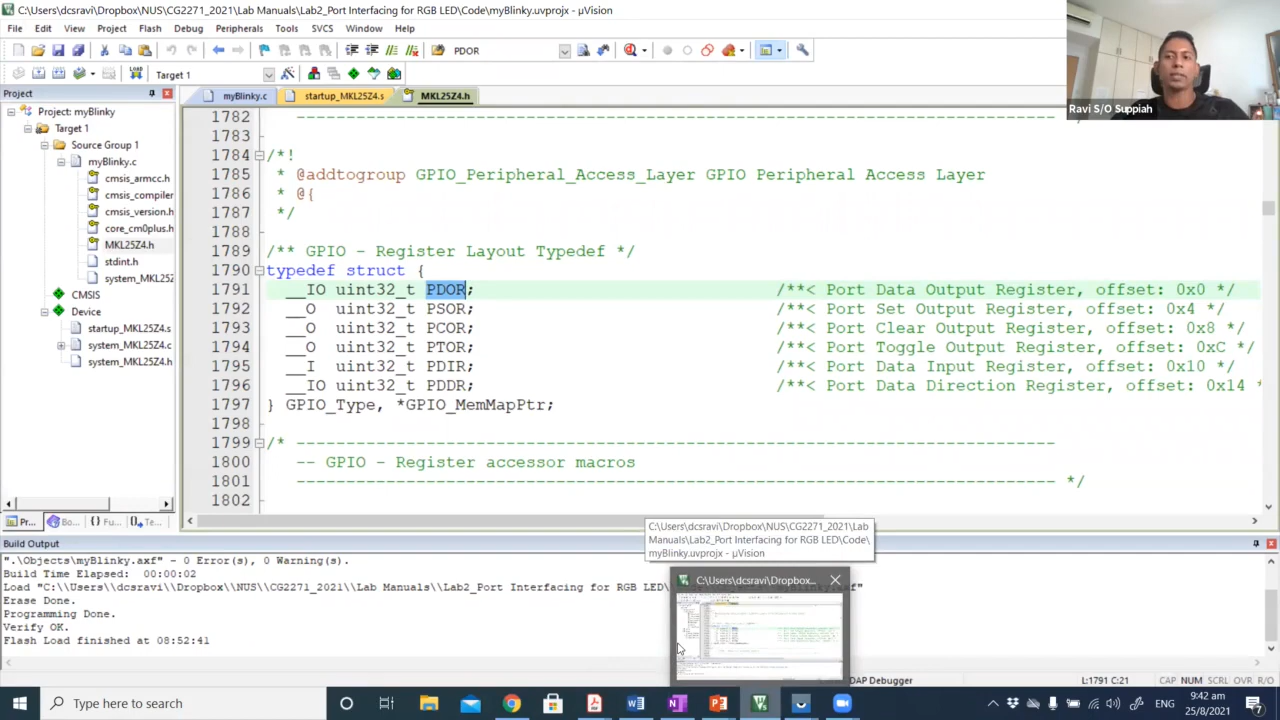 C:\Users\dcsravi\Dropbox\NUS\CG2271_2021\Lab Manuals\Lab2_Port Interfacing for RGB LED\Code\myBlinky.uvprojx - µVision
File Edit View Project Flash Debug Peripherals Tools SVCS Window Help
PDOR
Target 1
Project
myBlinky.c startup_MKL25Z4.s MKL25Z4.h
Ravi S/O Suppiah
Project: myBlinky
Target 1
Source Group 1
myBlinky.c
cmsis_armcc.h
cmsis_compiler
cmsis_version.h
core_cm0plus.h
MKL25Z4.h
stdint.h
system_MKL25Z
CMSIS
Device
startup_MKL25Z4.s
system_MKL25Z4.c
system_MKL25Z4.h
Pr... Bo... {} Fu... Te...
1782 ---------------------------------------------------------------------------- */
1783
1784 /*!
1785 * @addtogroup GPIO_Peripheral_Access_Layer GPIO Peripheral Access Layer
1786 * @{
1787 */
1788
1789 /** GPIO - Register Layout Typedef */
1790 typedef struct {
1791 __IO uint32_t PDOR; /**< Port Data Output Register, offset: 0x0 */
1792 __O uint32_t PSOR; /**< Port Set Output Register, offset: 0x4 */
1793 __O uint32_t PCOR; /**< Port Clear Output Register, offset: 0x8 */
1794 __O uint32_t PTOR; /**< Port Toggle Output Register, offset: 0xC */
1795 __I uint32_t PDIR; /**< Port Data Input Register, offset: 0x10 */
1796 __IO uint32_t PDDR; /**< Port Data Direction Register, offset: 0x14 *
1797 } GPIO_Type, *GPIO_MemMapPtr;
1798
1799 /* ----------------------------------------------------------------------------
1800 -- GPIO - Register accessor macros
1801 ---------------------------------------------------------------------------- */
1802
C:\Users\dcsravi\Dropbox\NUS\CG2271_2021\Lab
Manuals\Lab2_Port Interfacing for RGB LED\Code\
myBlinky.uvprojx - µVision
C:\Users\dcsravi\Dropbox...
Build Output
".\Objects\myBlinky.axf" - 0 Error(s), 0 Warning(s).
Build Time Elapsed: 00:00:02
Load "C:\\Users\\dcsravi\\Dropbox\\NUS\\CG2271_2021\\Lab Manuals\\Lab2_Port Interfacing for RGB LED\
Erase Done.
Programming Done.
Verify OK.
Flash Load finished at 08:52:41
DAP Debugger L:1791 C:21 CAP NUM SCRL OVR R/O
Type here to search
ENG
9:42 am
25/8/2021
7